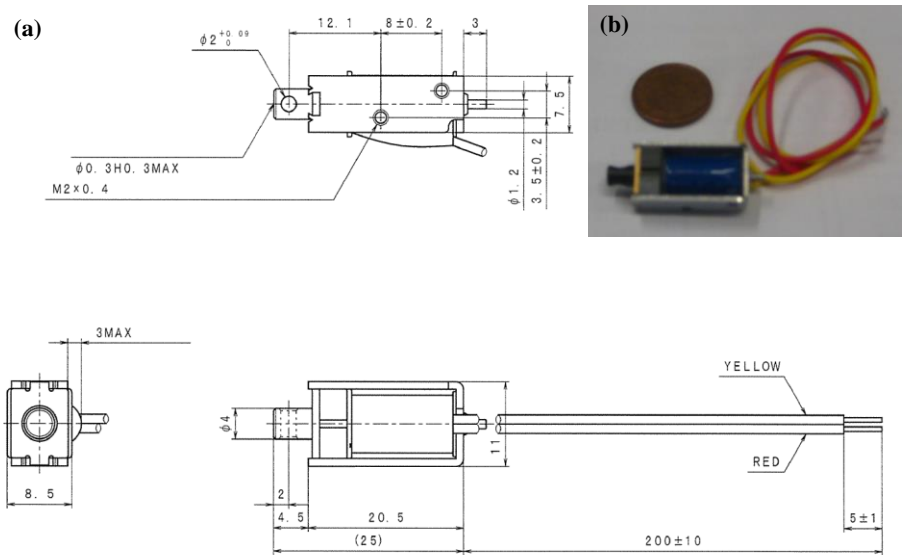 (a)
(b)
12.1
8±0.2
3
φ2 +0.09 0
7.5
φ0.3H0.3MAX
M2×0.4
φ1.2
3.5±0.2
3MAX
YELLOW
φ4
11
RED
8.5
2
4.5
20.5
5±1
(25)
200±10